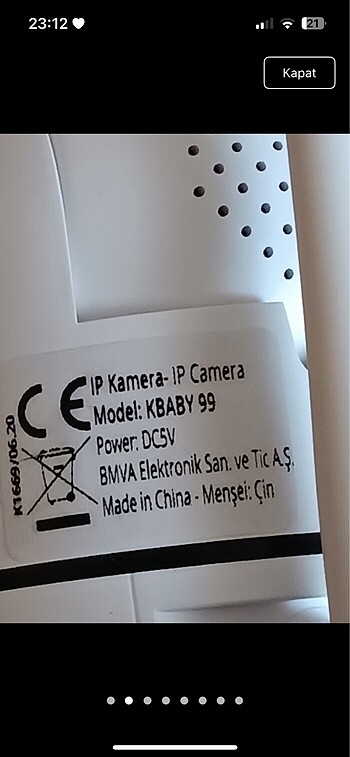 23:12
21
Kapat
CE
IP Kamera- IP Camera
Model: KBABY 99
Power: DC5V
BMVA Elektronik San. ve Tic A.Ş.
Made in China - Menşei: Çin
K1669/06.20